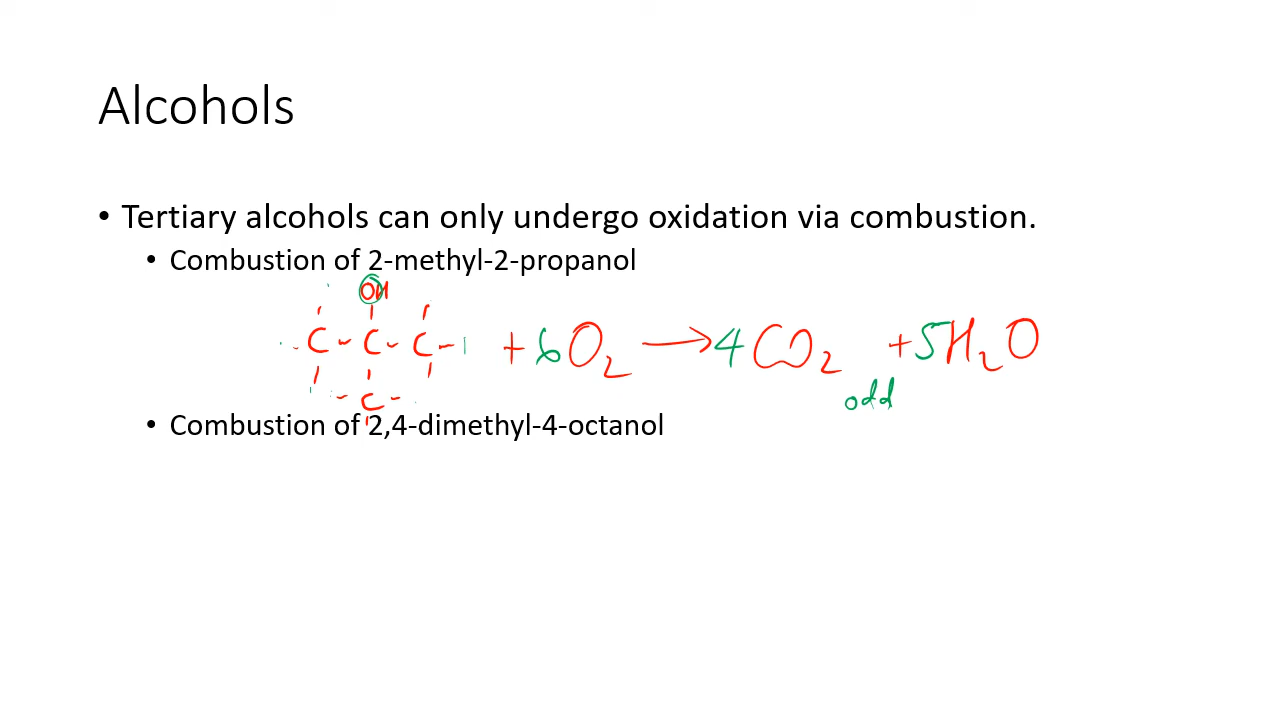 Alcohols
• Tertiary alcohols can only undergo oxidation via combustion.
• Combustion of 2-methyl-2-propanol
OH
C - C - C - + 6O₂ → 4CO₂ + 5H₂O
- C -
odd
• Combustion of 2,4-dimethyl-4-octanol